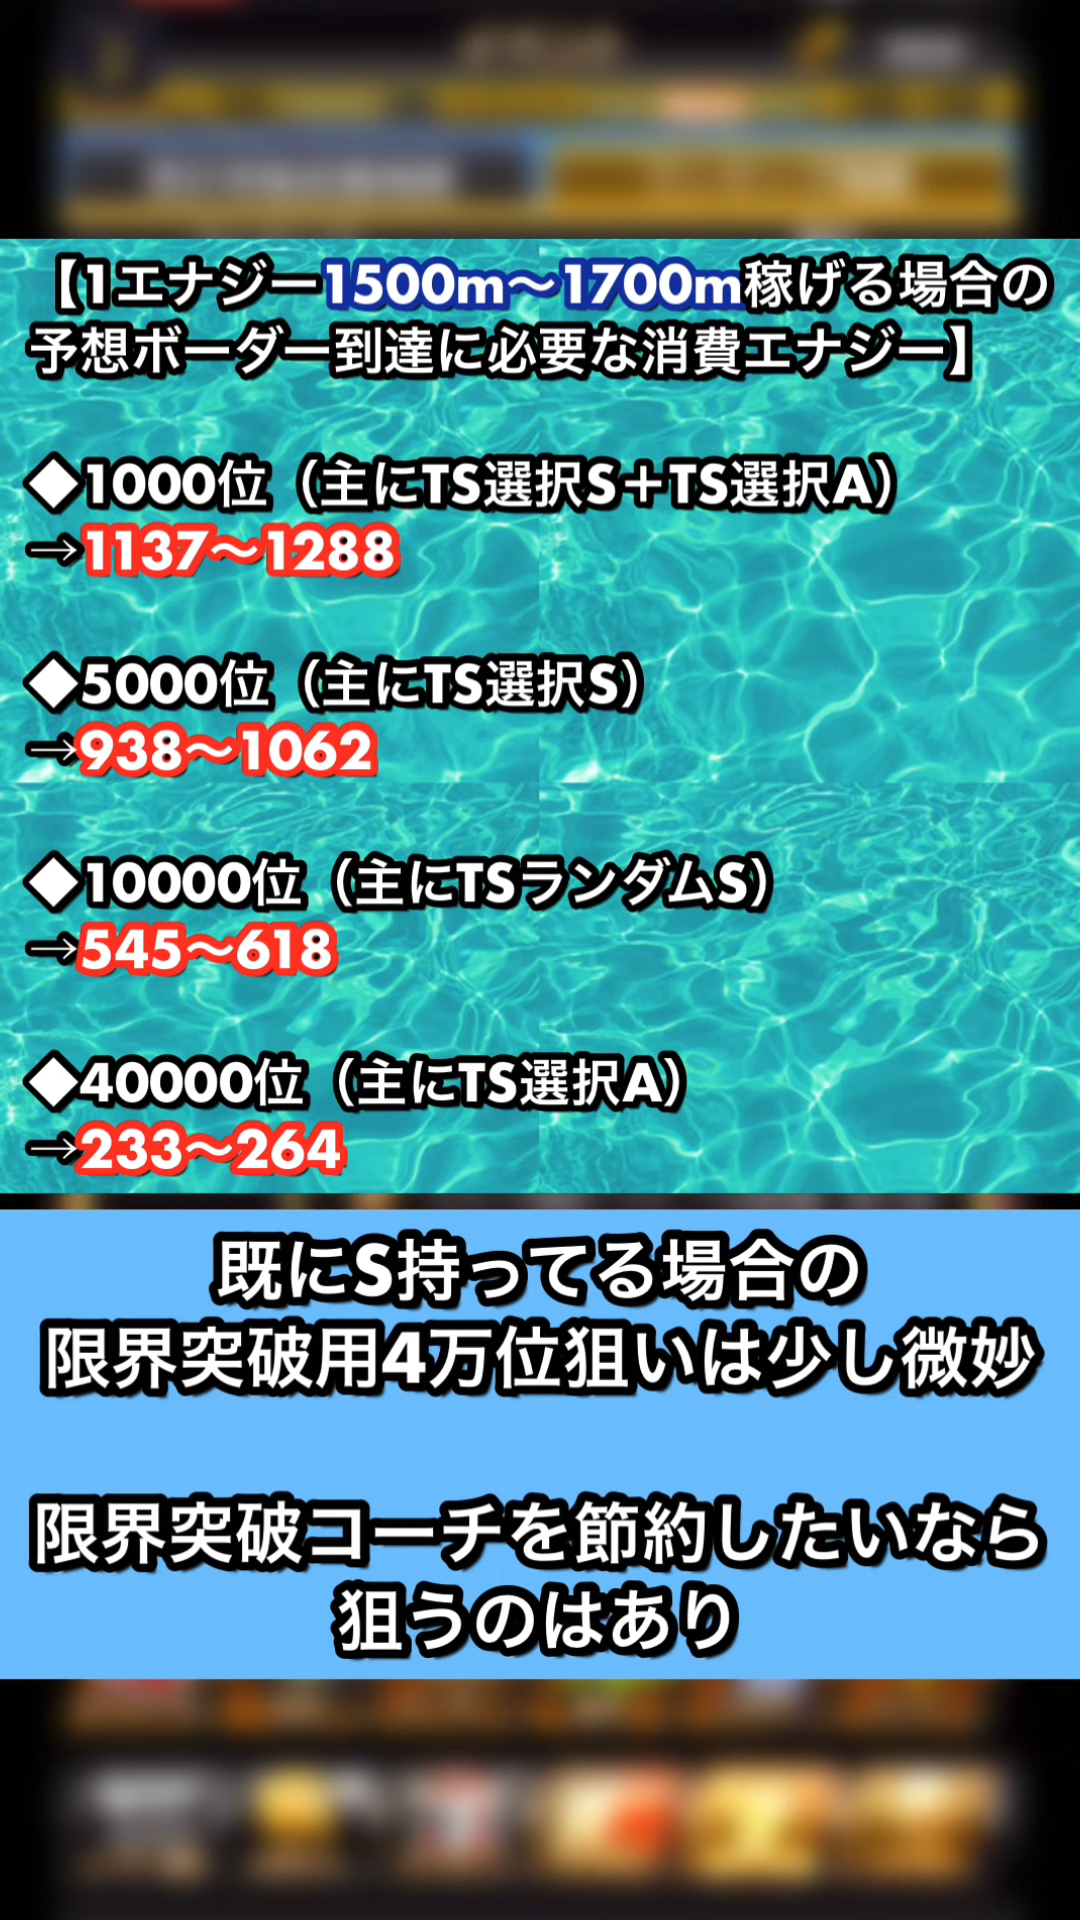 【1エナジー1500m〜1700m稼げる場合の
予想ボーダー到達に必要な消費エナジー】
◆1000位（主にTS選択S＋TS選択A）
→1137〜1288
◆5000位（主にTS選択S）
→938〜1062
◆10000位（主にTSランダムS）
→545〜618
◆40000位（主にTS選択A）
→233〜264
既にS持ってる場合の
限界突破用4万位狙いは少し微妙
限界突破コーチを節約したいなら
狙うのはあり